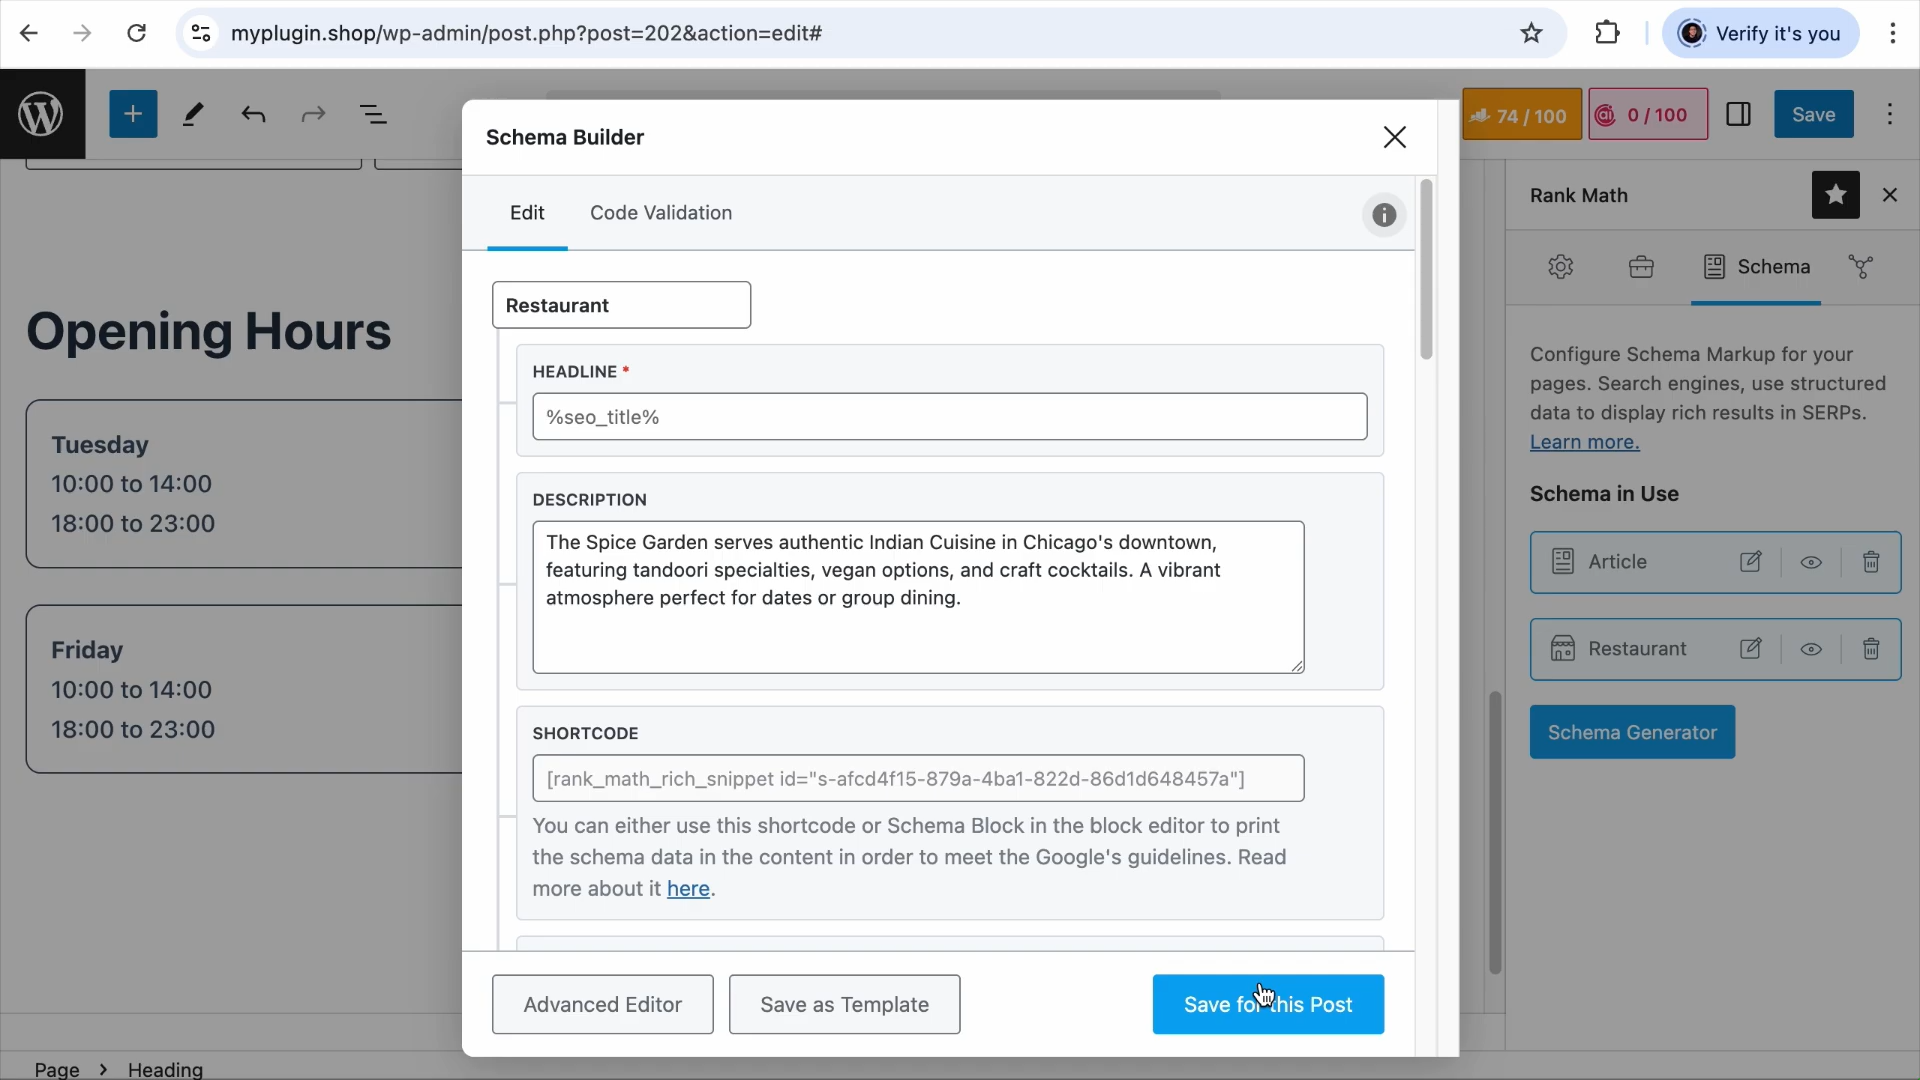 myplugin.shop/wp-admin/post.php?post=202&action=edit#
Verify it's you
74 / 100
0 / 100
Save
Schema Builder
Edit
Code Validation
Restaurant
HEADLINE *
%seo_title%
DESCRIPTION
The Spice Garden serves authentic Indian Cuisine in Chicago's downtown,
featuring tandoori specialties, vegan options, and craft cocktails. A vibrant
atmosphere perfect for dates or group dining.
SHORTCODE
[rank_math_rich_snippet id="s-afcd4f15-879a-4ba1-822d-86d1d648457a"]
You can either use this shortcode or Schema Block in the block editor to print
the schema data in the content in order to meet the Google's guidelines. Read
more about it here.
Advanced Editor
Save as Template
Save for this Post
Opening Hours
Tuesday
10:00 to 14:00
18:00 to 23:00
Friday
10:00 to 14:00
18:00 to 23:00
Page > Heading
Rank Math
Schema
Configure Schema Markup for your
pages. Search engines, use structured
data to display rich results in SERPs.
Learn more.
Schema in Use
Article
Restaurant
Schema Generator